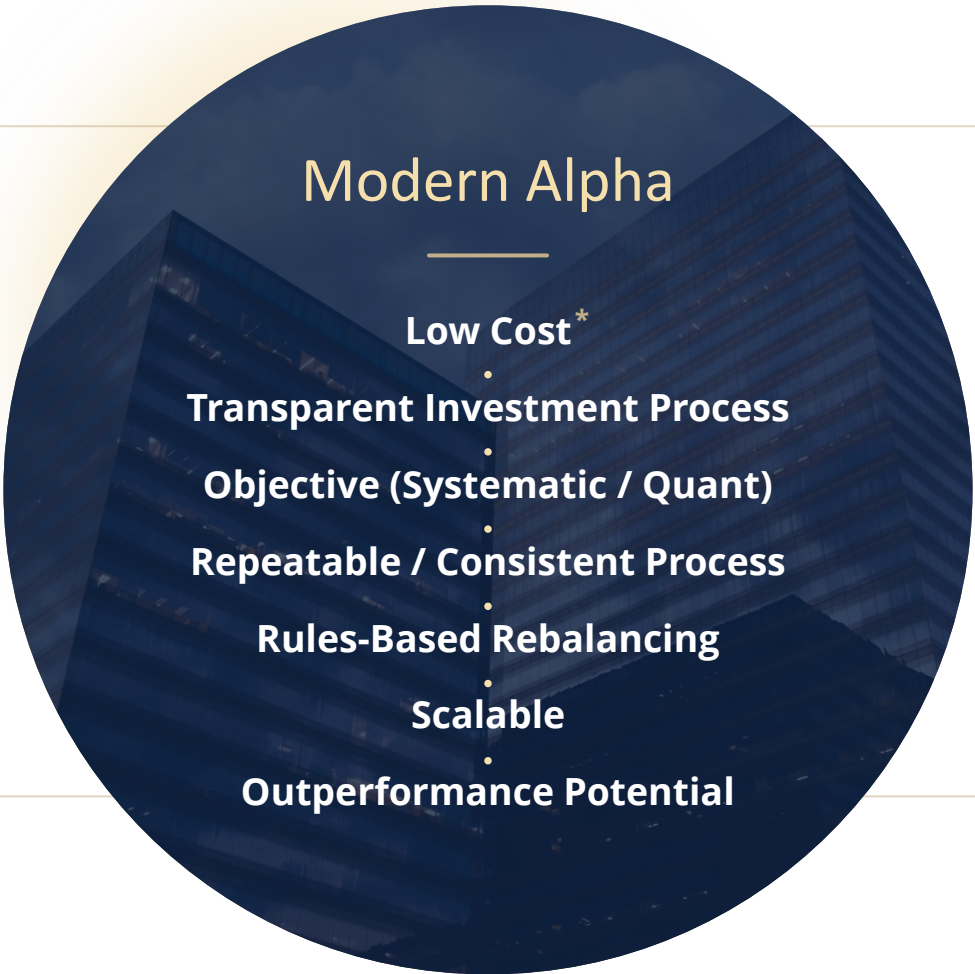 Modern Alpha
Low Cost*
Transparent Investment Process
Objective (Systematic / Quant)
Repeatable / Consistent Process
Rules-Based Rebalancing
Scalable
Outperformance Potential